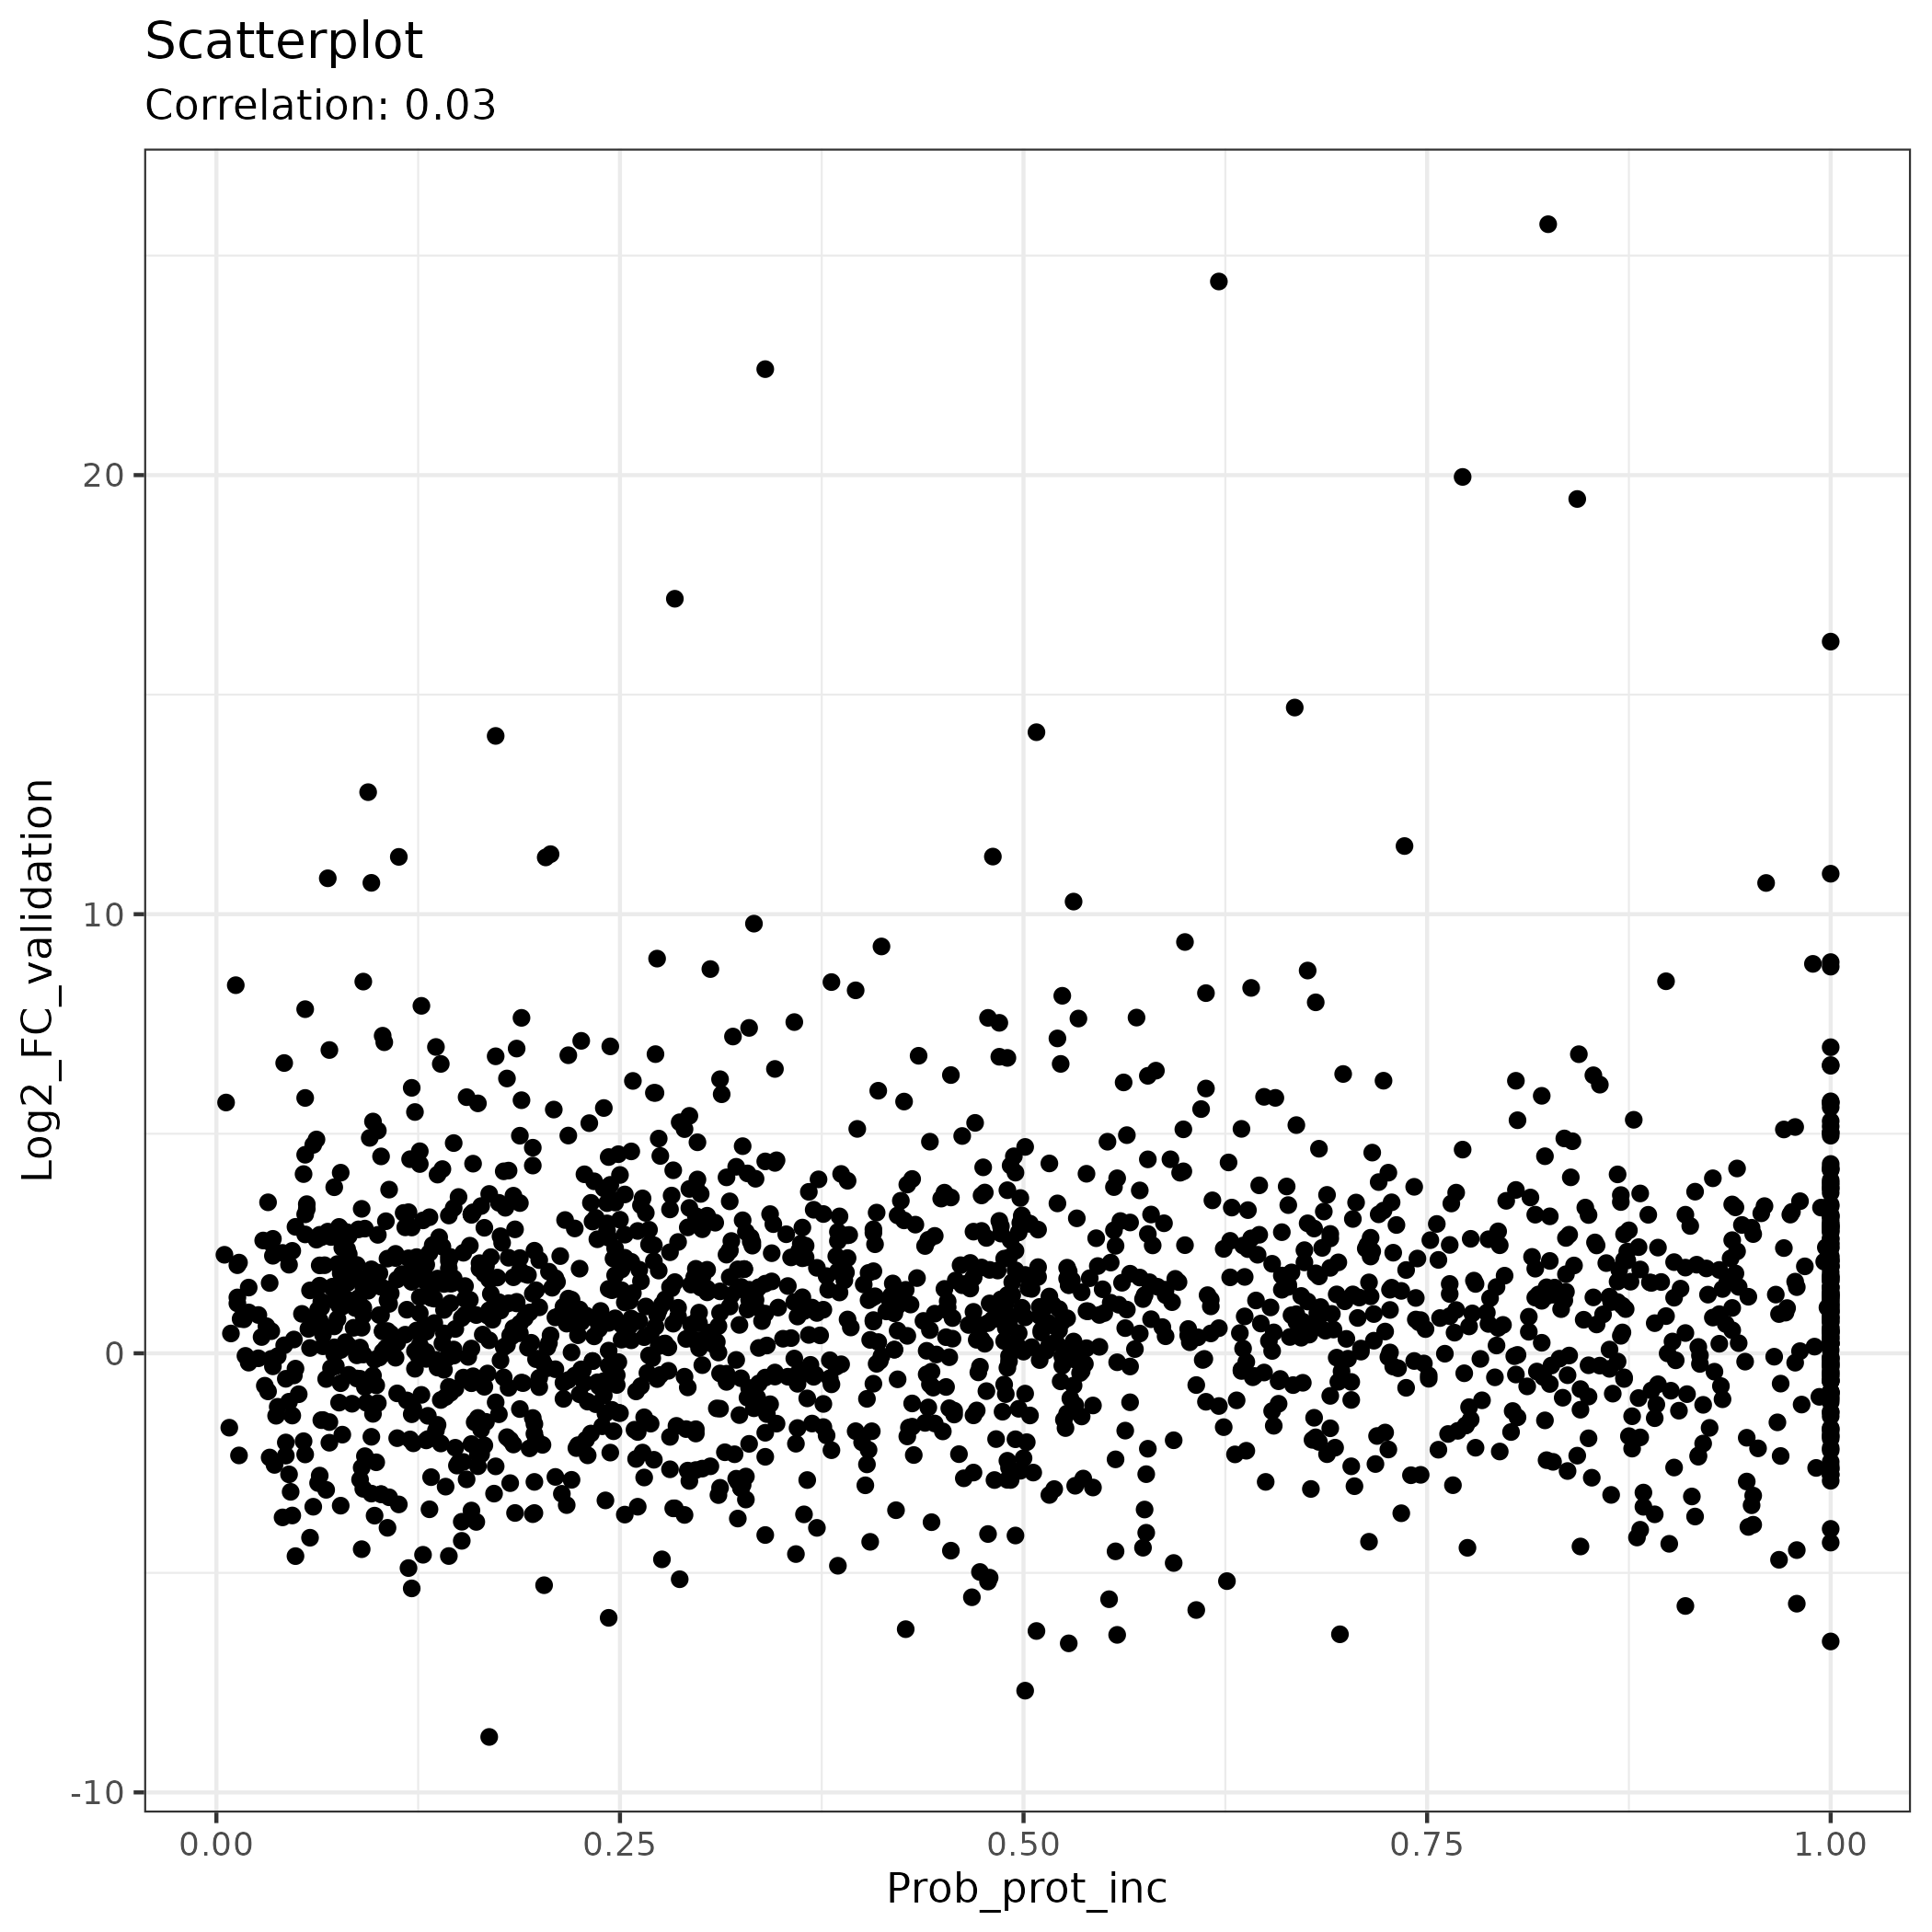 Scatterplot
Correlation: 0.03
Log2_FC_validation
20
10
0
-10
0.00 0.25 0.50 0.75 1.00
Prob_prot_inc